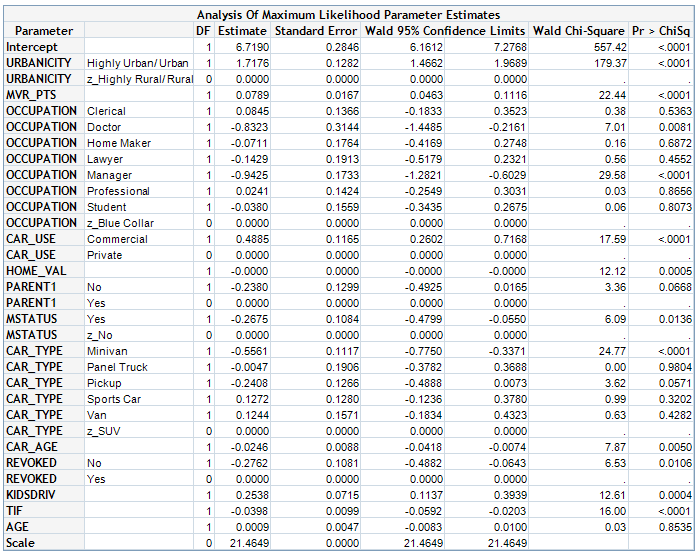 Analysis Of Maximum Likelihood Parameter Estimates
Parameter DF Estimate Standard Error Wald 95% Confidence Limits Wald Chi-Square Pr > ChiSq
Intercept 1 6.7190 0.2846 6.1612 7.2768 557.42 <.0001
URBANICITY Highly Urban/ Urban 1 1.7176 0.1282 1.4662 1.9689 179.37 <.0001
URBANICITY z_Highly Rural/ Rural 0 0.0000 0.0000 0.0000 0.0000 . .
MVR_PTS 1 0.0789 0.0167 0.0463 0.1116 22.44 <.0001
OCCUPATION Clerical 1 0.0845 0.1366 -0.1833 0.3523 0.38 0.5363
OCCUPATION Doctor 1 -0.8323 0.3144 -1.4485 -0.2161 7.01 0.0081
OCCUPATION Home Maker 1 -0.0711 0.1764 -0.4169 0.2748 0.16 0.6872
OCCUPATION Lawyer 1 -0.1429 0.1913 -0.5179 0.2321 0.56 0.4552
OCCUPATION Manager 1 -0.9425 0.1733 -1.2821 -0.6029 29.58 <.0001
OCCUPATION Professional 1 0.0241 0.1424 -0.2549 0.3031 0.03 0.8656
OCCUPATION Student 1 -0.0380 0.1559 -0.3435 0.2675 0.06 0.8073
OCCUPATION z_Blue Collar 0 0.0000 0.0000 0.0000 0.0000 . .
CAR_USE Commercial 1 0.4885 0.1165 0.2602 0.7168 17.59 <.0001
CAR_USE Private 0 0.0000 0.0000 0.0000 0.0000 . .
HOME_VAL 1 -0.0000 0.0000 -0.0000 -0.0000 12.12 0.0005
PARENT1 No 1 -0.2380 0.1299 -0.4925 0.0165 3.36 0.0668
PARENT1 Yes 0 0.0000 0.0000 0.0000 0.0000 . .
MSTATUS Yes 1 -0.2675 0.1084 -0.4799 -0.0550 6.09 0.0136
MSTATUS z_No 0 0.0000 0.0000 0.0000 0.0000 . .
CAR_TYPE Minivan 1 -0.5561 0.1117 -0.7750 -0.3371 24.77 <.0001
CAR_TYPE Panel Truck 1 -0.0047 0.1906 -0.3782 0.3688 0.00 0.9804
CAR_TYPE Pickup 1 -0.2408 0.1266 -0.4888 0.0073 3.62 0.0571
CAR_TYPE Sports Car 1 0.1272 0.1280 -0.1236 0.3780 0.99 0.3202
CAR_TYPE Van 1 0.1244 0.1571 -0.1834 0.4323 0.63 0.4282
CAR_TYPE z_SUV 0 0.0000 0.0000 0.0000 0.0000 . .
CAR_AGE 1 -0.0246 0.0088 -0.0418 -0.0074 7.87 0.0050
REVOKED No 1 -0.2762 0.1081 -0.4882 -0.0643 6.53 0.0106
REVOKED Yes 0 0.0000 0.0000 0.0000 0.0000 . .
KIDSDRIV 1 0.2538 0.0715 0.1137 0.3939 12.61 0.0004
TIF 1 -0.0398 0.0099 -0.0592 -0.0203 16.00 <.0001
AGE 1 0.0009 0.0047 -0.0083 0.0100 0.03 0.8535
Scale 0 21.4649 0.0000 21.4649 21.4649